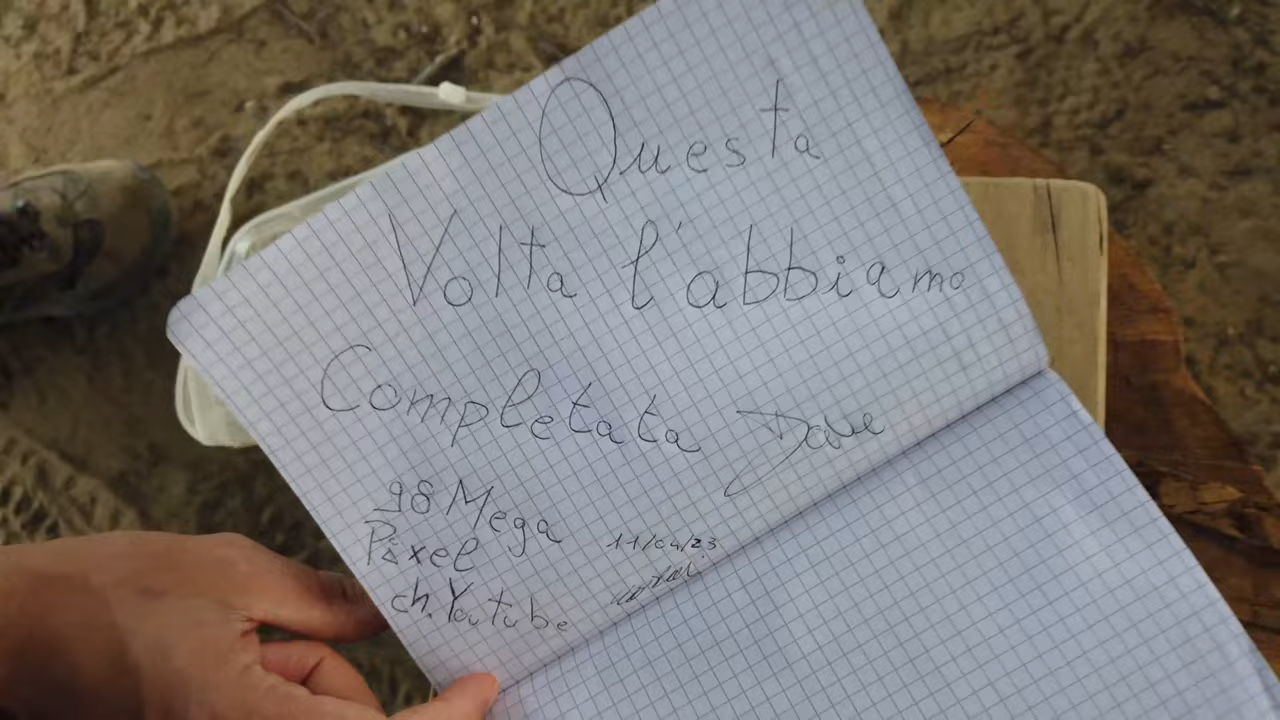 Questa
Volta l'abbiamo
Completata Dave
98 Mega
Pixel
11/04/23
ch. Youtube